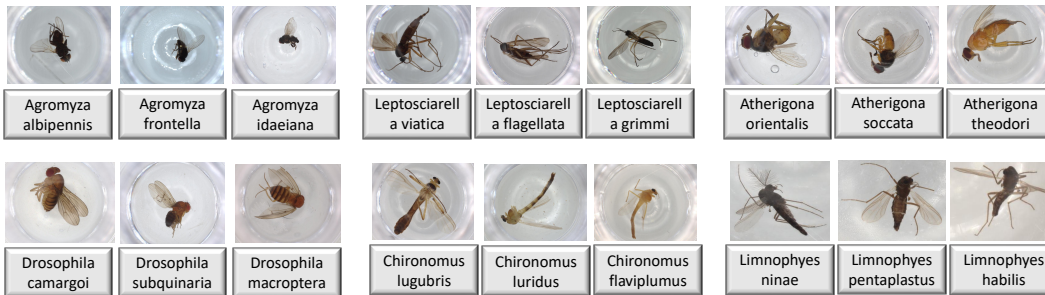 Agromyza
albipennis
Agromyza
frontella
Agromyza
idaeiana
Leptosciarell
a viatica
Leptosciarell
a flagellata
Leptosciarell
a grimmi
Atherigona
orientalis
Atherigona
soccata
Atherigona
theodori
Drosophila
camargoi
Drosophila
subquinaria
Drosophila
macroptera
Chironomus
lugubris
Chironomus
luridus
Chironomus
flaviplumus
Limnophyes
ninae
Limnophyes
pentaplastus
Limnophyes
habilis